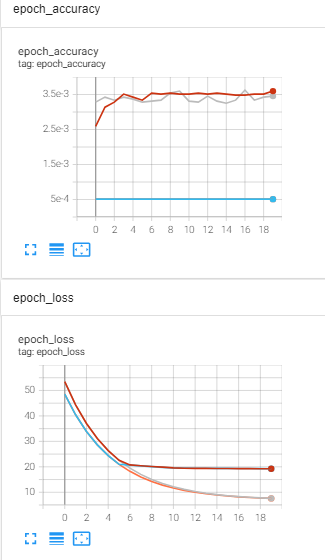 epoch_accuracy
epoch_accuracy
tag: epoch_accuracy
3.5e-3
2.5e-3
1.5e-3
5e-4
0 2 4 6 8 10 12 14 16 18
epoch_loss
epoch_loss
tag: epoch_loss
50
40
30
20
10
0 2 4 6 8 10 12 14 16 18